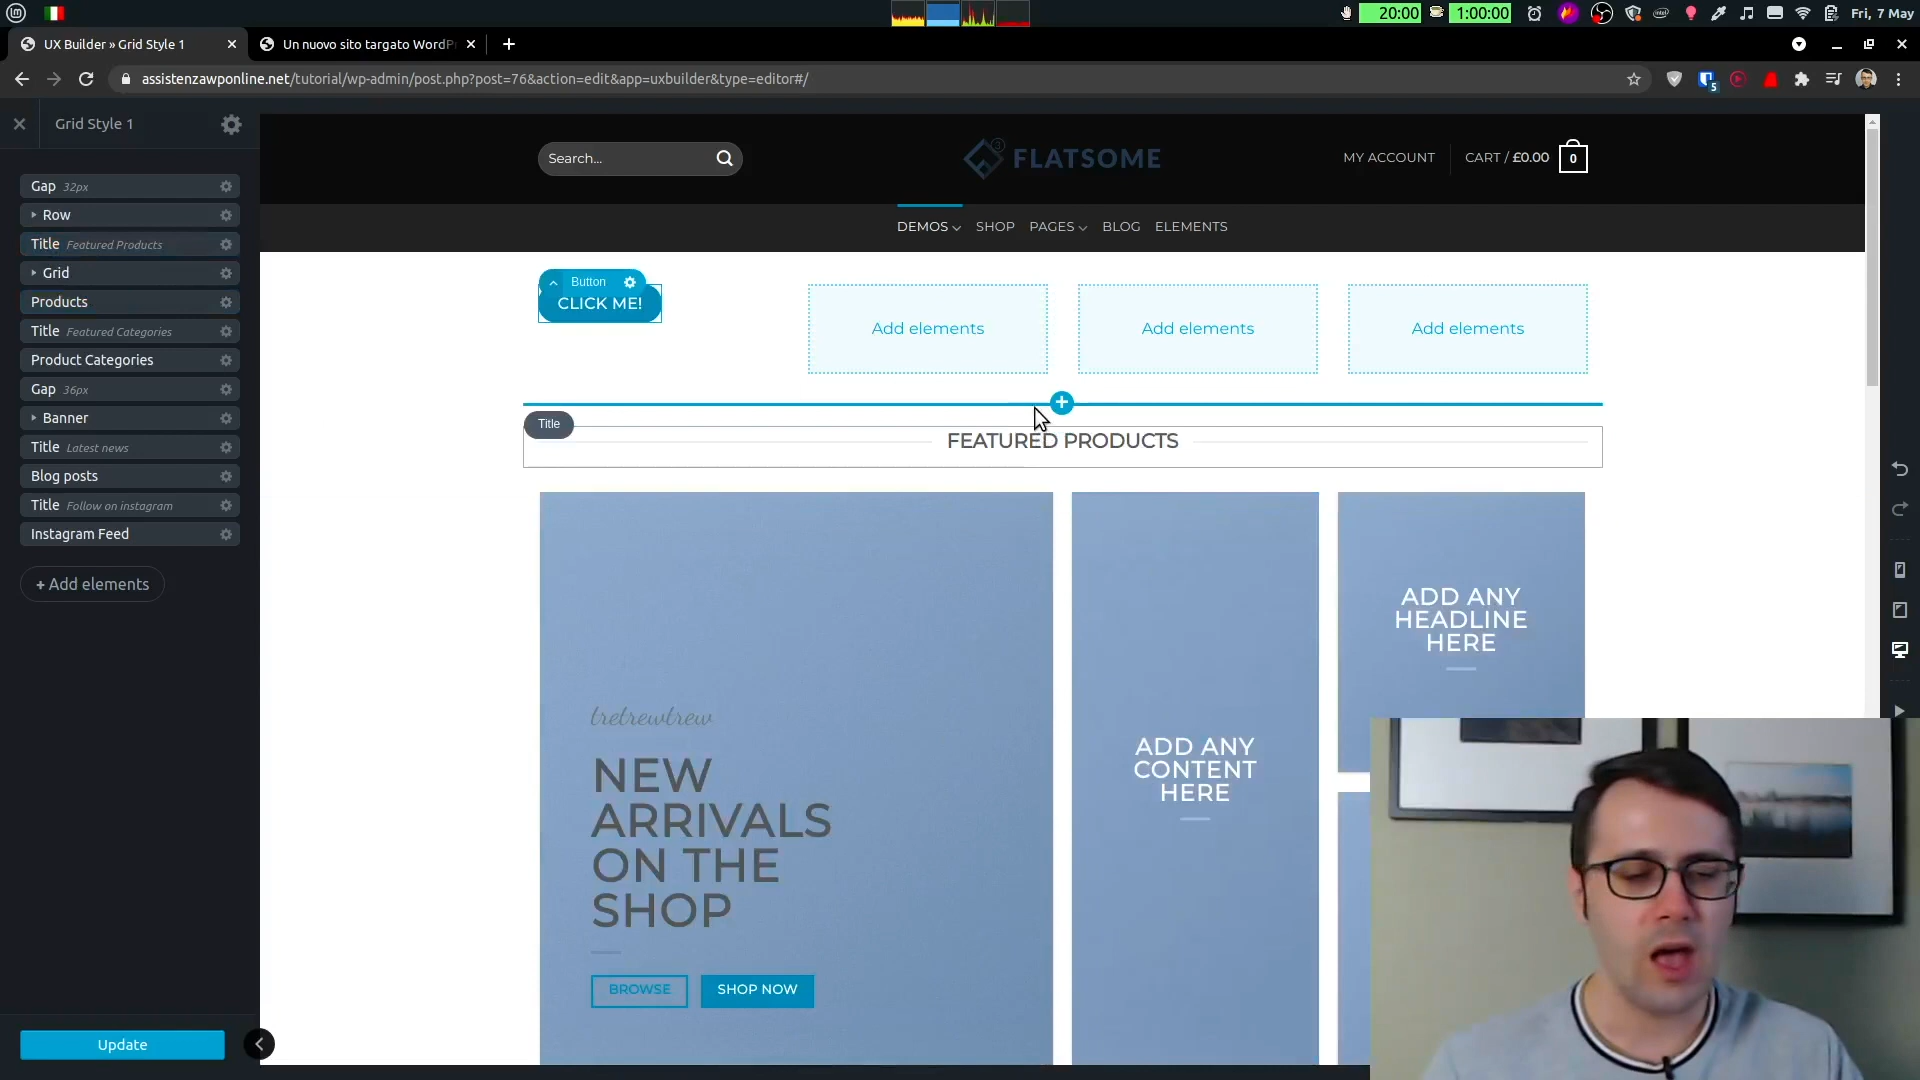 20:00
1:00:00
Fri, 7 May
UX Builder » Grid Style 1
Un nuovo sito targato WordPr
assistenzawponline.net/tutorial/wp-admin/post.php?post=76&action=edit&app=uxbuilder&type=editor#/
5
Grid Style 1
Gap 32px
Row
Title Featured Products
Grid
Products
Title Featured Categories
Product Categories
Gap 36px
Banner
Title Latest news
Blog posts
Title Follow on instagram
Instagram Feed
+ Add elements
Update
Search...
3
FLATSOME
MY ACCOUNT
CART / £0.00
0
DEMOS
SHOP
PAGES
BLOG
ELEMENTS
Button
CLICK ME!
Add elements
Add elements
Add elements
Title
FEATURED PRODUCTS
tretrewtrew
NEW
ARRIVALS
ON THE
SHOP
BROWSE
SHOP NOW
ADD ANY
CONTENT
HERE
ADD ANY
HEADLINE
HERE